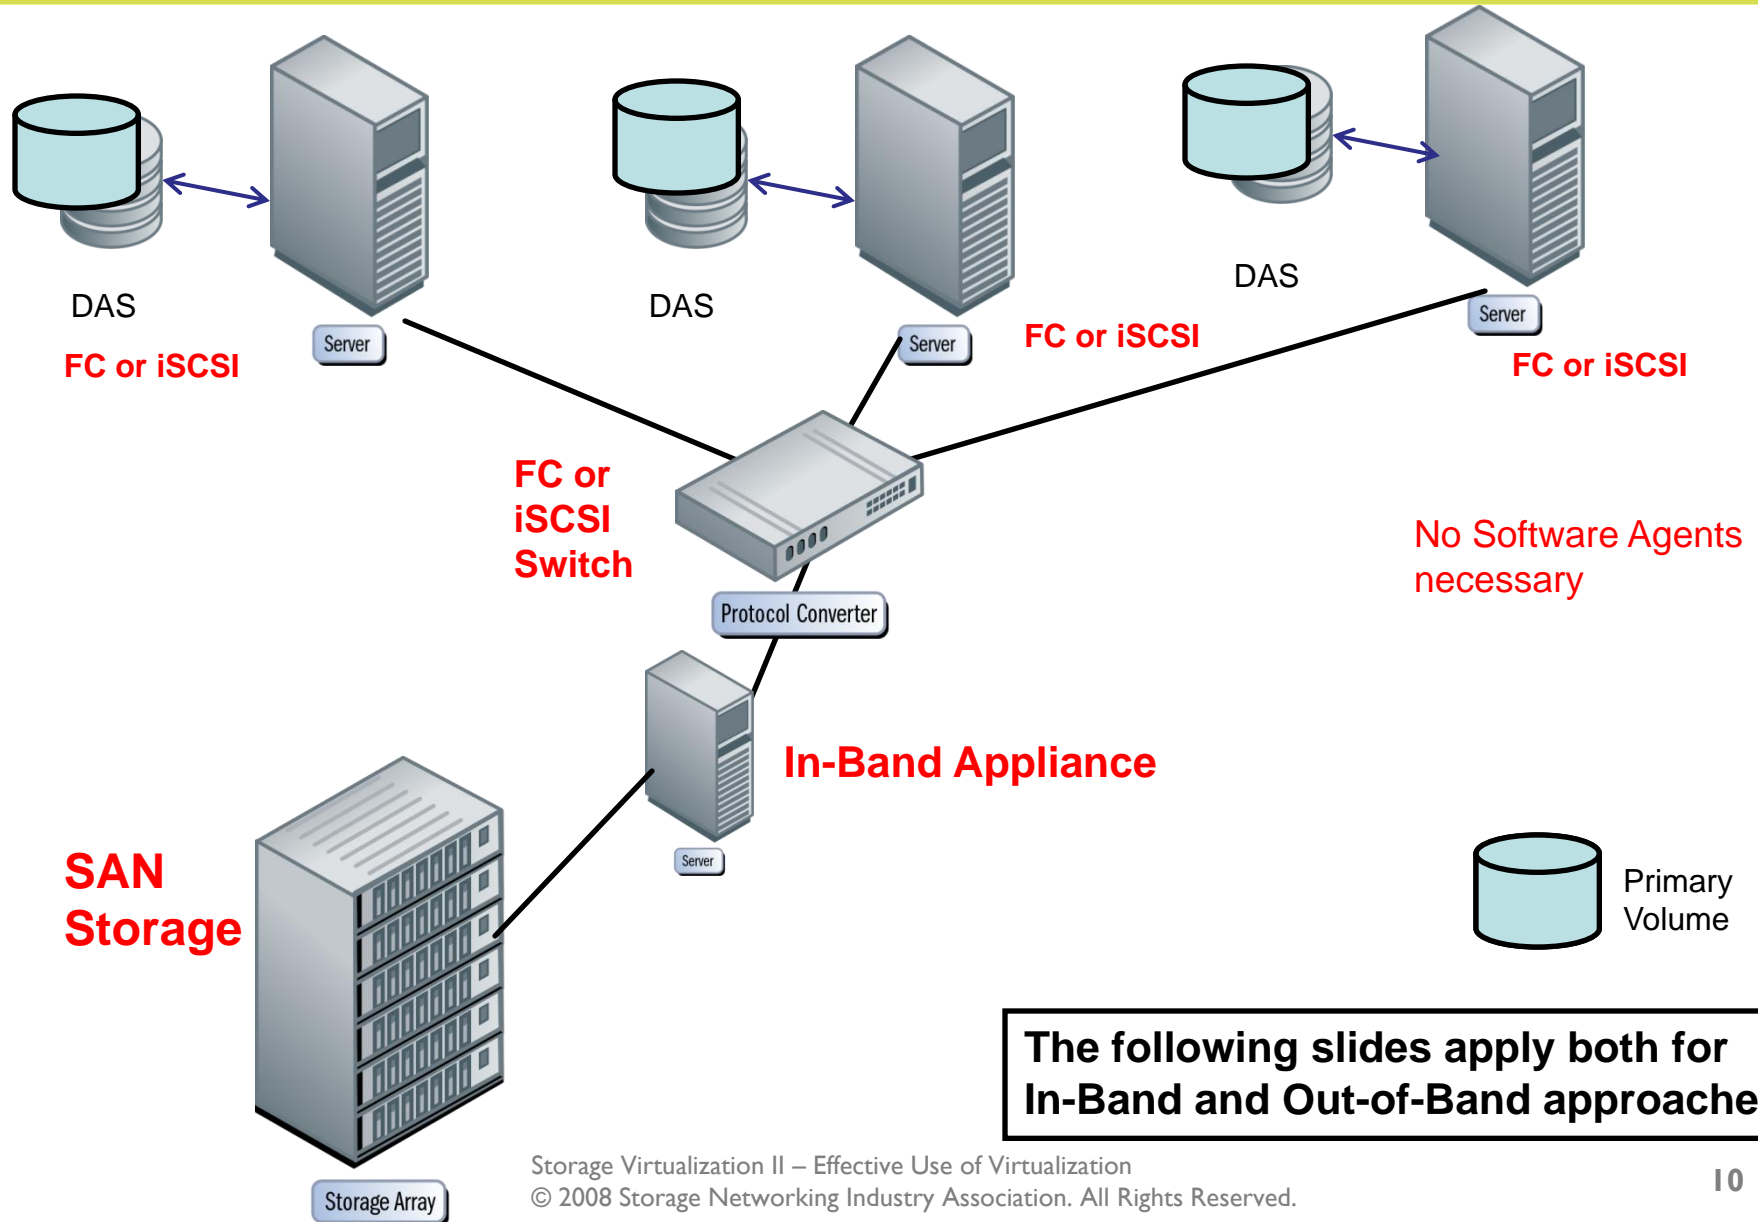 DAS
DAS
DAS
Server
Server
Server
FC or iSCSI
FC or iSCSI
FC or iSCSI
FC or
iSCSI
Switch
No Software Agents
necessary
Protocol Converter
In-Band Appliance
Server
SAN
Storage
Primary
Volume
The following slides apply both for
In-Band and Out-of-Band approache
Storage Array
Storage Virtualization II – Effective Use of Virtualization
© 2008 Storage Networking Industry Association. All Rights Reserved.
10